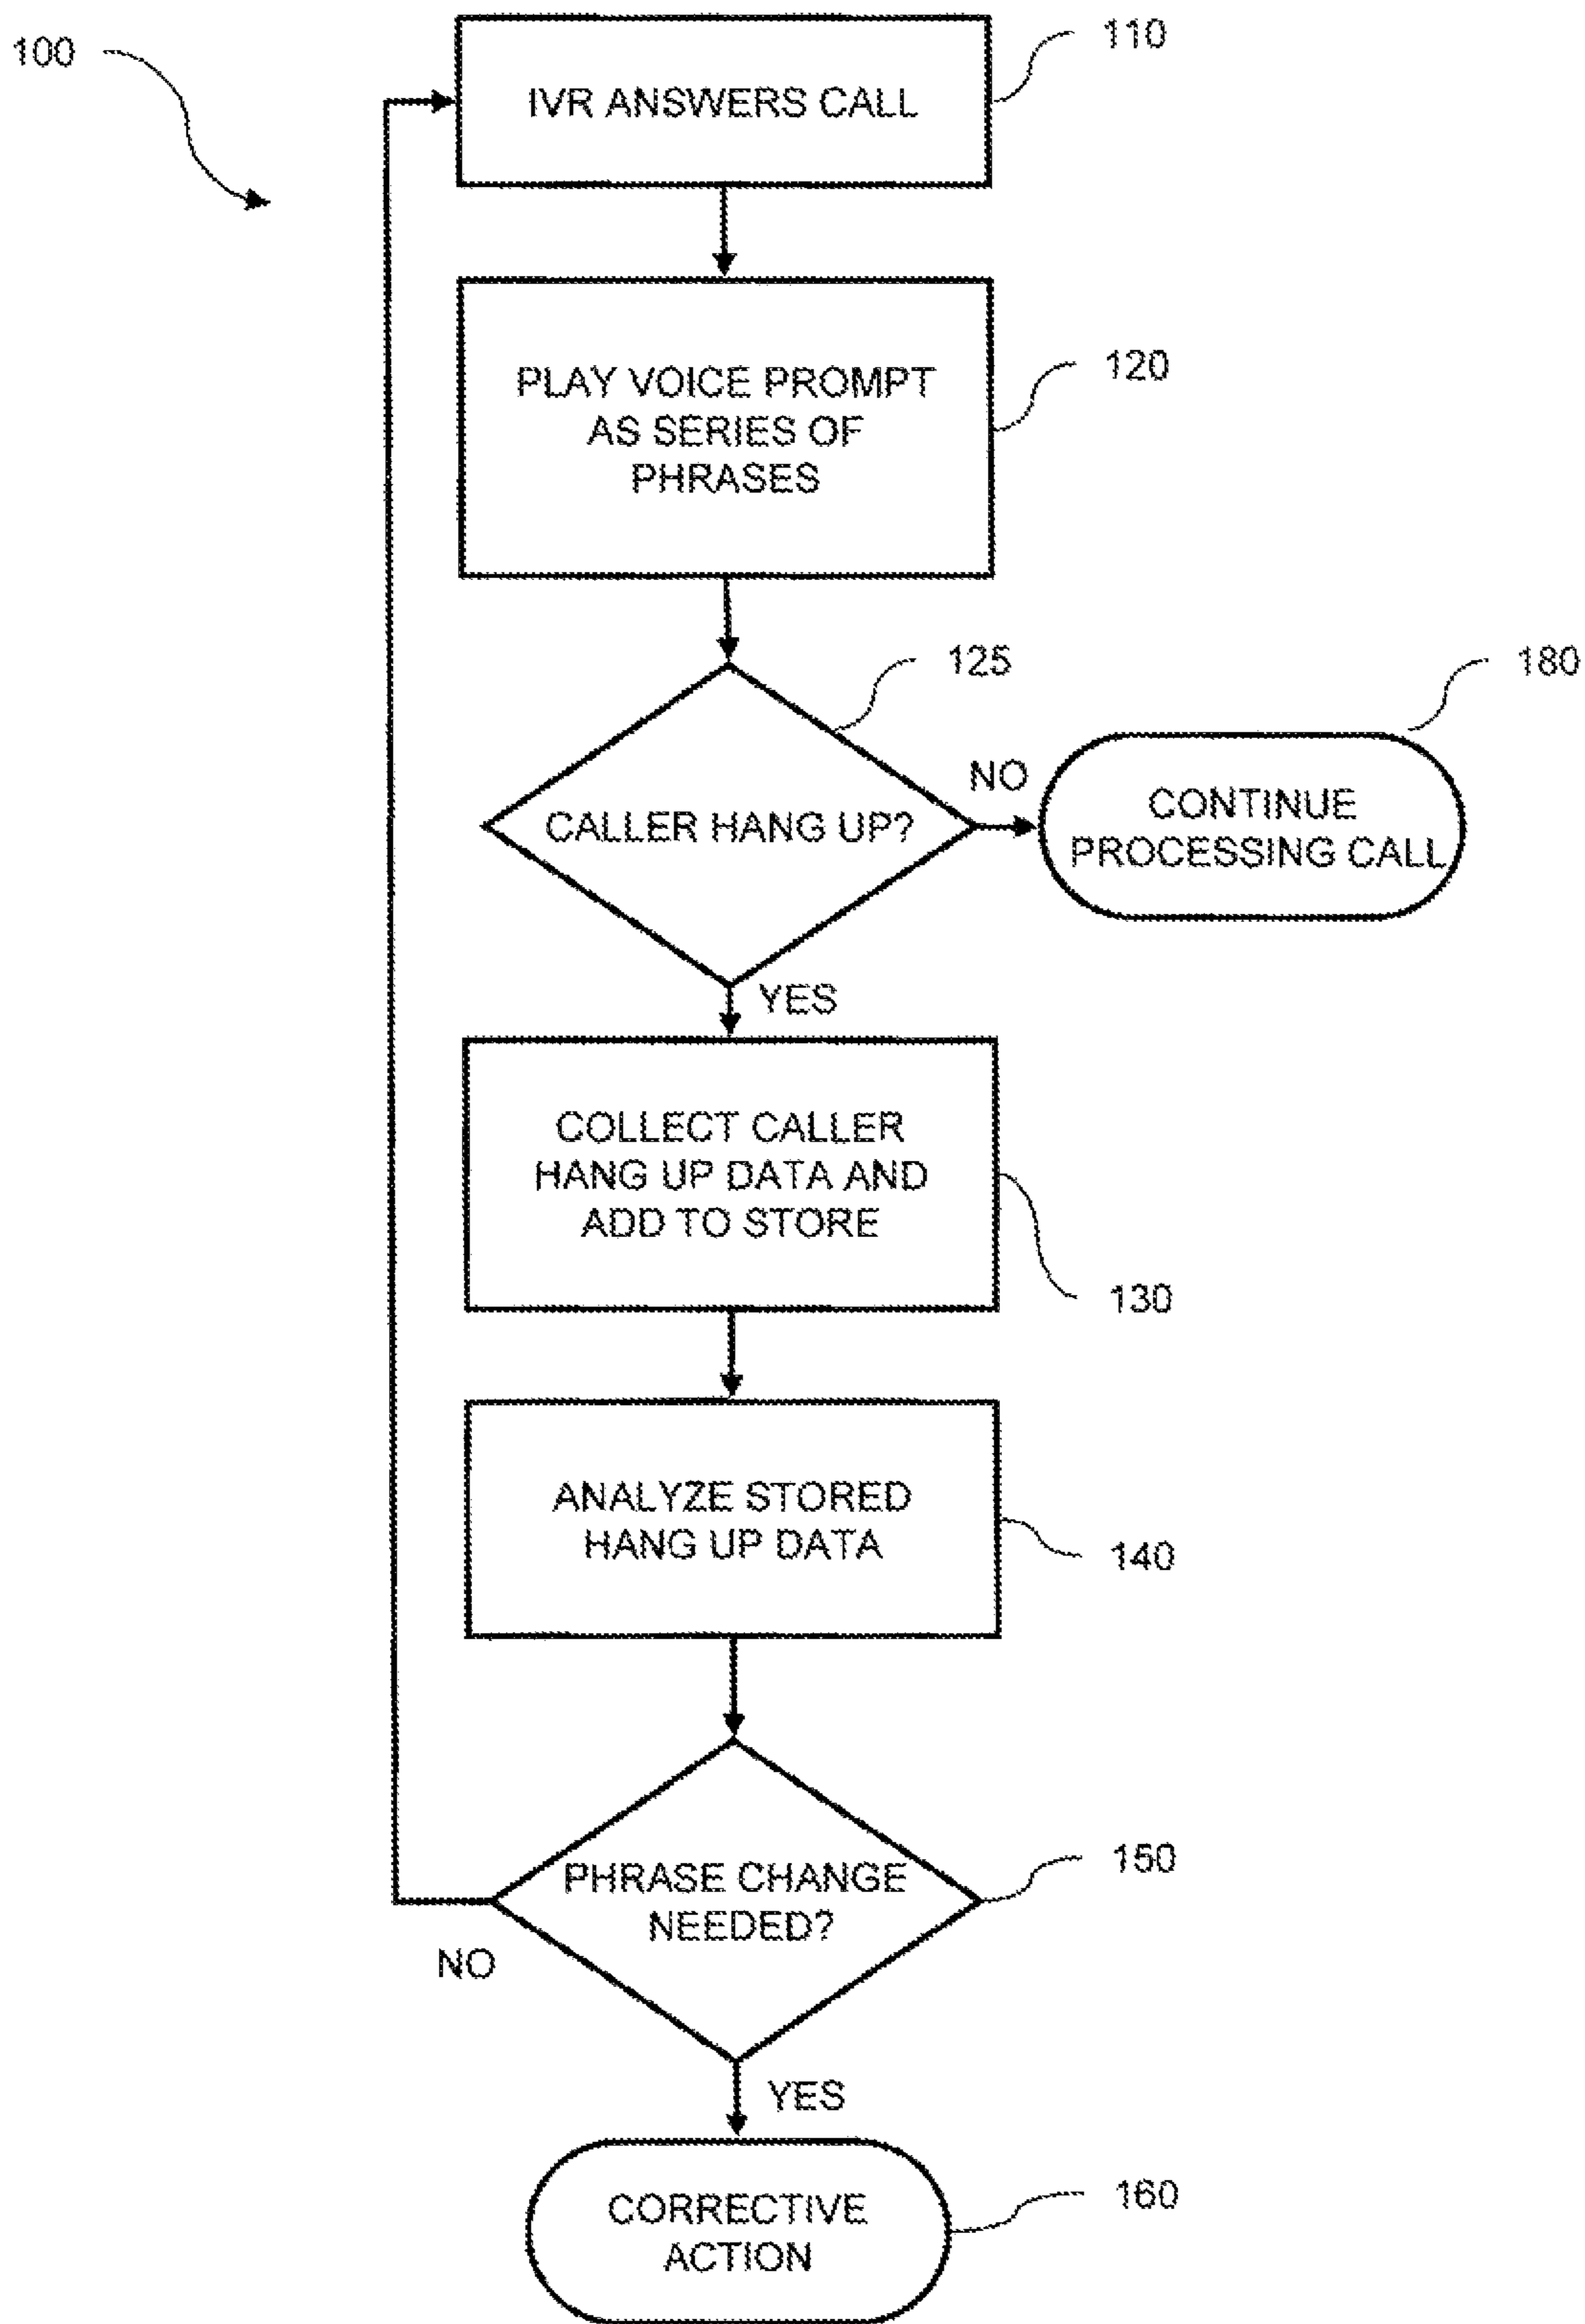 100
110
IVR ANSWERS CALL
120
PLAY VOICE PROMPT
AS SERIES OF
PHRASES
125
180
NO
CALLER HANG UP?
CONTINUE
PROCESSING CALL
YES
COLLECT CALLER
HANG UP DATA AND
ADD TO STORE
130
ANALYZE STORED
HANG UP DATA
140
150
PHRASE CHANGE
NEEDED?
NO
YES
160
CORRECTIVE
ACTION